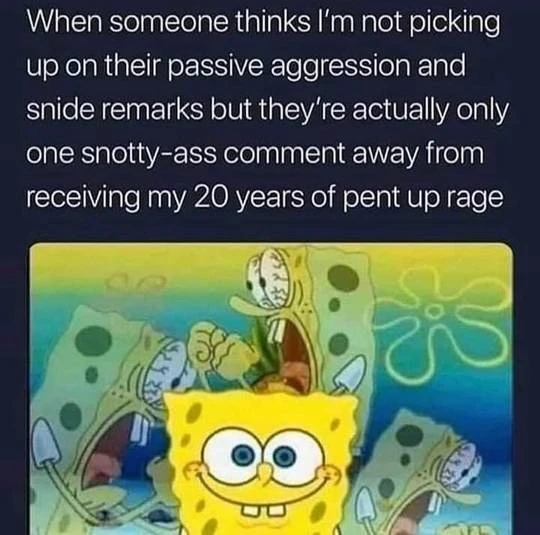 When someone thinks I'm not picking
up on their passive aggression and
snide remarks but they're actually only
one snotty-ass comment away from
receiving my 20 years of pent up rage